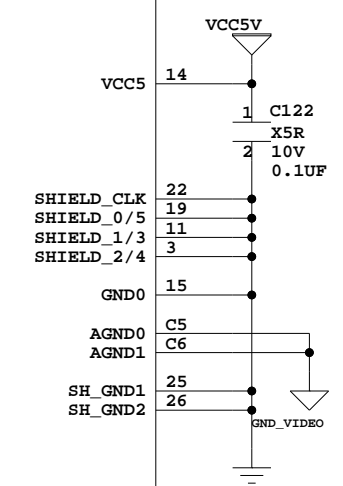 VCC5V
VCC5 14
1 C122
X5R
2 10V
0.1UF
SHIELD_CLK 22
SHIELD_0/5 19
SHIELD_1/3 11
SHIELD_2/4 3
GND0 15
AGND0 C5
AGND1 C6
SH_GND1 25
SH_GND2 26
GND_VIDEO